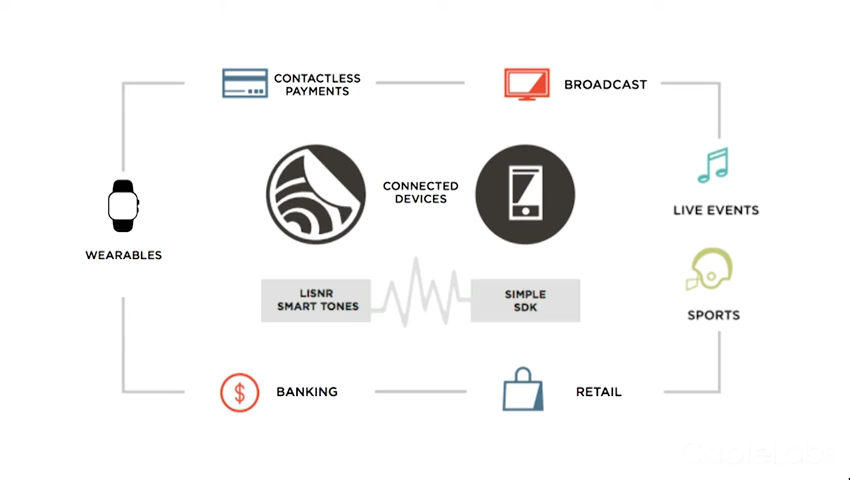 CONTACTLESS
PAYMENTS
BROADCAST
CONNECTED
DEVICES
LIVE EVENTS
WEARABLES
LISNR
SMART TONES
SIMPLE
SDK
SPORTS
$
BANKING
RETAIL